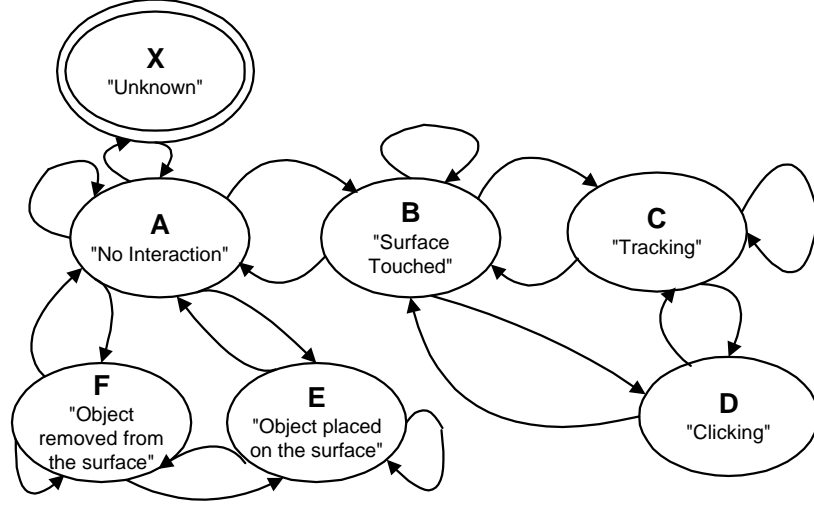 X
"Unknown"
A
"No Interaction"
B
"Surface
Touched"
C
"Tracking"
F
"Object
removed from
the surface"
E
"Object placed
on the surface"
D
"Clicking"